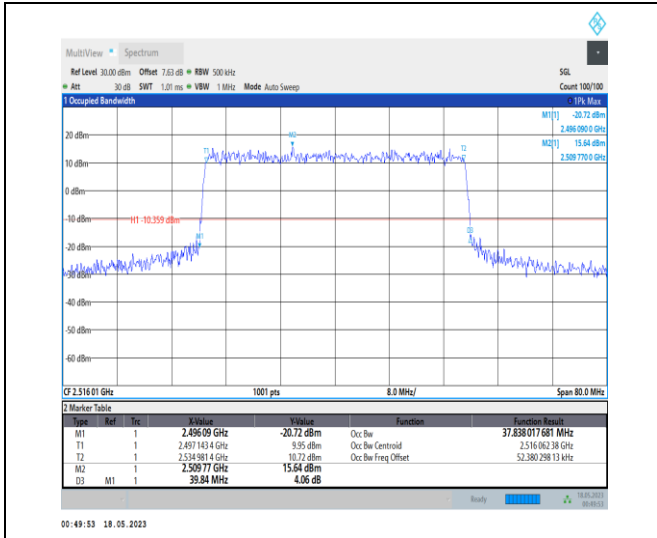 MultiView Spectrum
Ref Level 30.00 dBm Offset 7.63 dB RBW 500 kHz SGL
Att 30 dB SWT 1.01 ms VBW 1 MHz Mode Auto Sweep Count 100/100
1 Occupied Bandwidth 1Pk Max
M1[1] -20.72 dBm
2.496 090 0 GHz
M2[1] 15.64 dBm
2.509 770 0 GHz
20 dBm
M2
T1
T2
10 dBm
0 dBm
-10 dBm
H1 -10.359 dBm
M1
D3
-20 dBm
-40 dBm
-50 dBm
-60 dBm
CF 2.516 01 GHz 1001 pts 8.0 MHz/ Span 80.0 MHz
2 Marker Table
Type Ref Trc X-Value Y-Value Function Function Result
M1 1 2.496 09 GHz -20.72 dBm Occ Bw 37.838 017 681 MHz
T1 1 2.497 143 4 GHz 9.95 dBm Occ Bw Centroid 2.516 062 38 GHz
T2 1 2.534 981 4 GHz 10.72 dBm Occ Bw Freq Offset 52.380 298 13 kHz
M2 1 2.509 77 GHz 15.64 dBm
D3 M1 1 39.84 MHz 4.06 dB
Ready 18.05.2023
00:49:53
00:49:53 18.05.2023